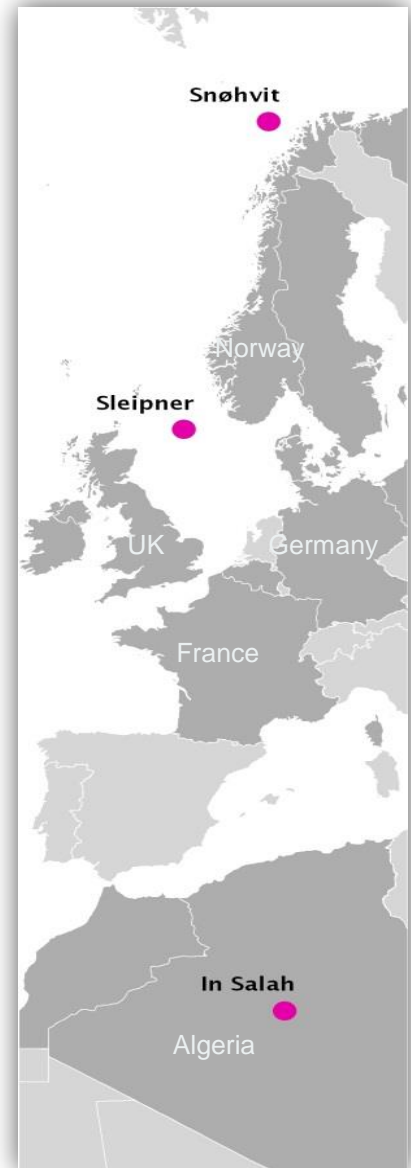 Snøhvit
Norway
Sleipner
UK
Germany
France
In Salah
Algeria